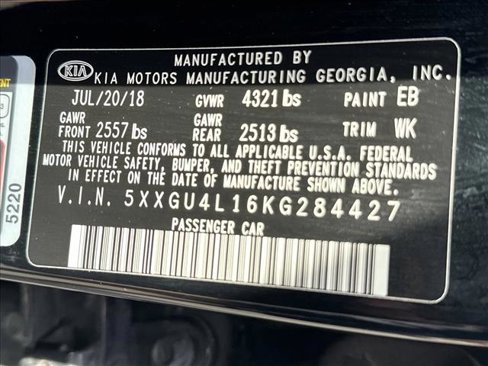 MANUFACTURED BY
KIA KIA MOTORS MANUFACTURING GEORGIA, INC.
JUL/20/18 GVWR 4321 lbs PAINT EB
GAWR FRONT 2557 lbs GAWR REAR 2513 lbs TRIM WK
THIS VEHICLE CONFORMS TO ALL APPLICABLE U.S.A. FEDERAL
MOTOR VEHICLE SAFETY, BUMPER, AND THEFT PREVENTION STANDARDS
IN EFFECT ON THE DATE OF MANUFACTURE SHOWN ABOVE.
V.I.N. 5XXGU4L16KG284427
PASSENGER CAR
5220